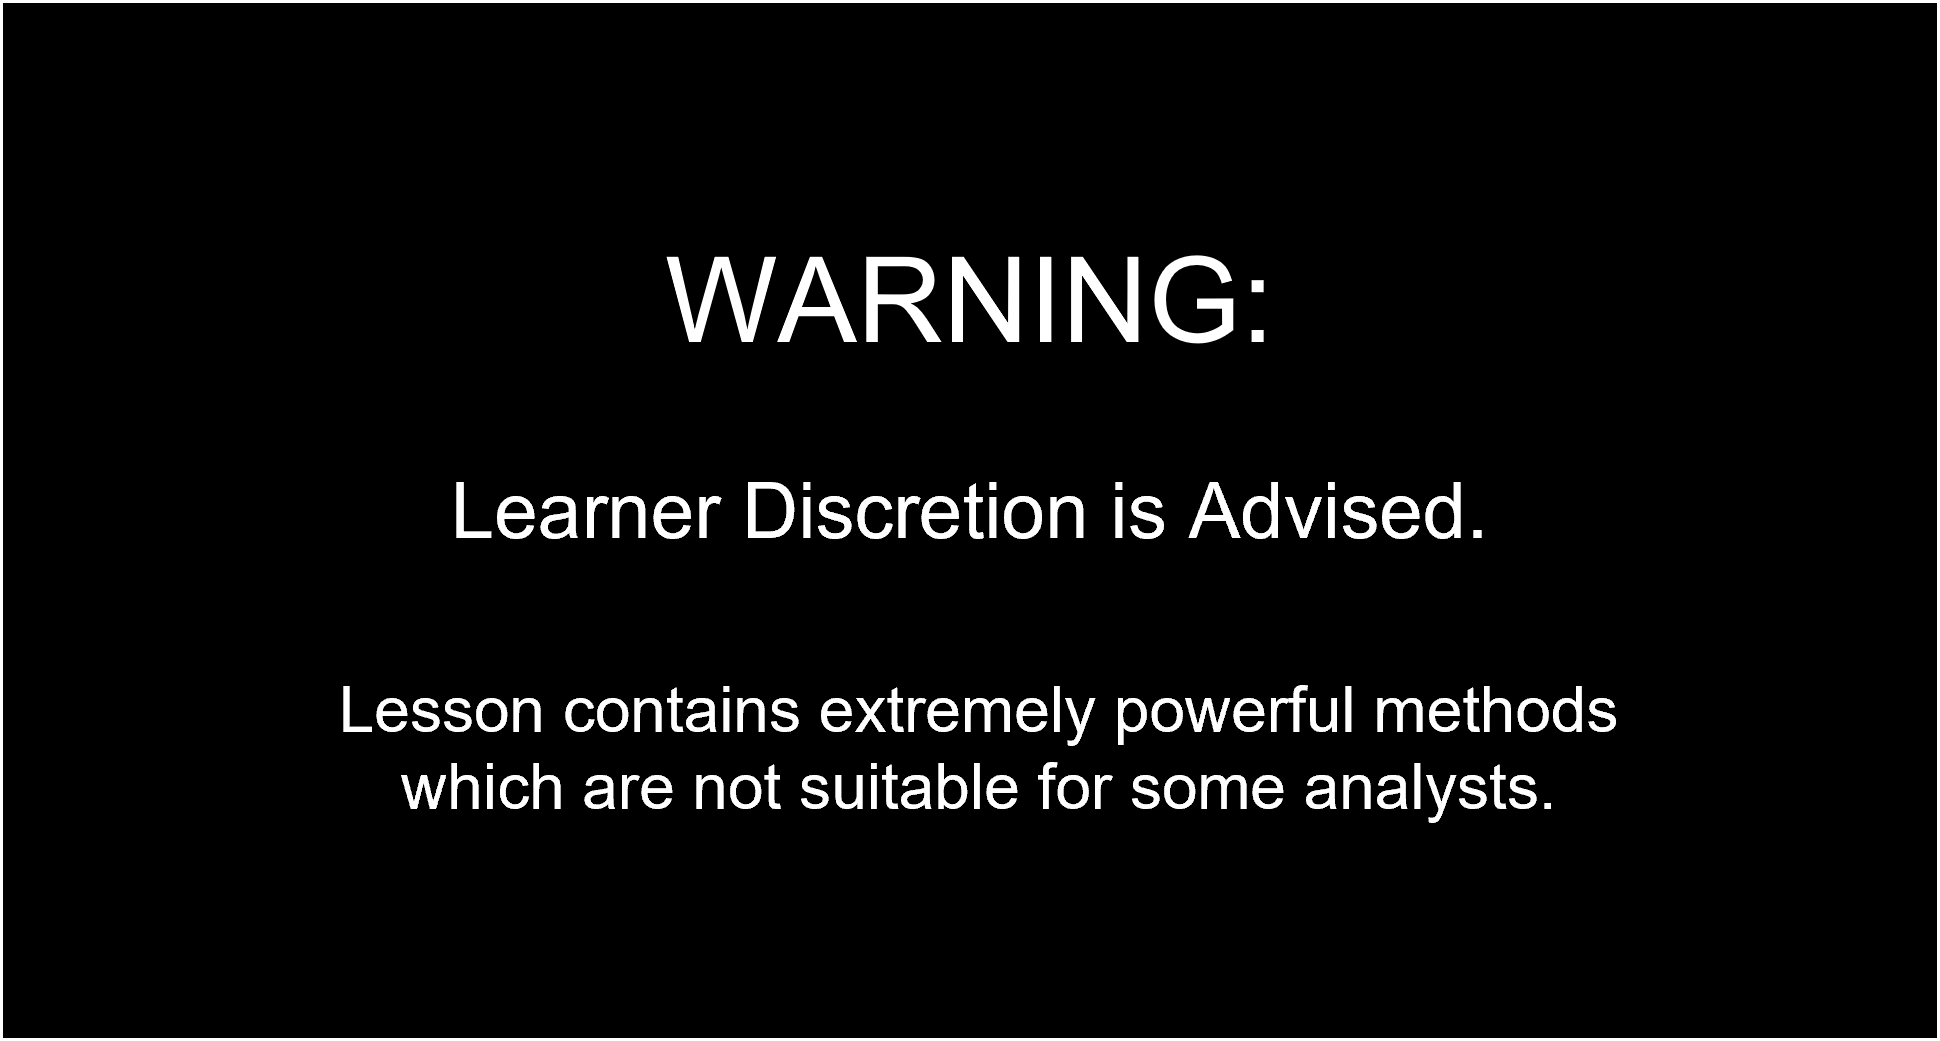 WARNING:
Learner Discretion is Advised.
Lesson contains extremely powerful methods
which are not suitable for some analysts.